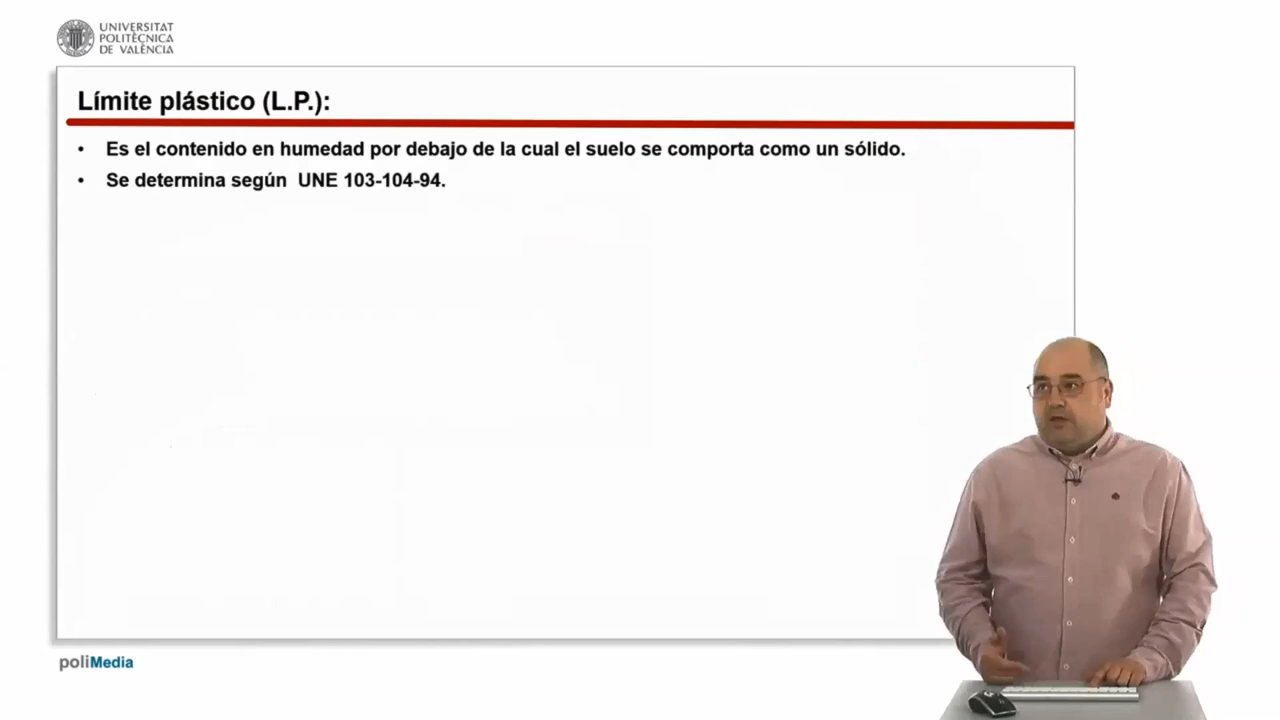 UNIVERSITAT
POLITÈCNICA
DE VALÈNCIA
Límite plástico (L.P.):
• Es el contenido en humedad por debajo de la cual el suelo se comporta como un sólido.
• Se determina según UNE 103-104-94.
poliMedia